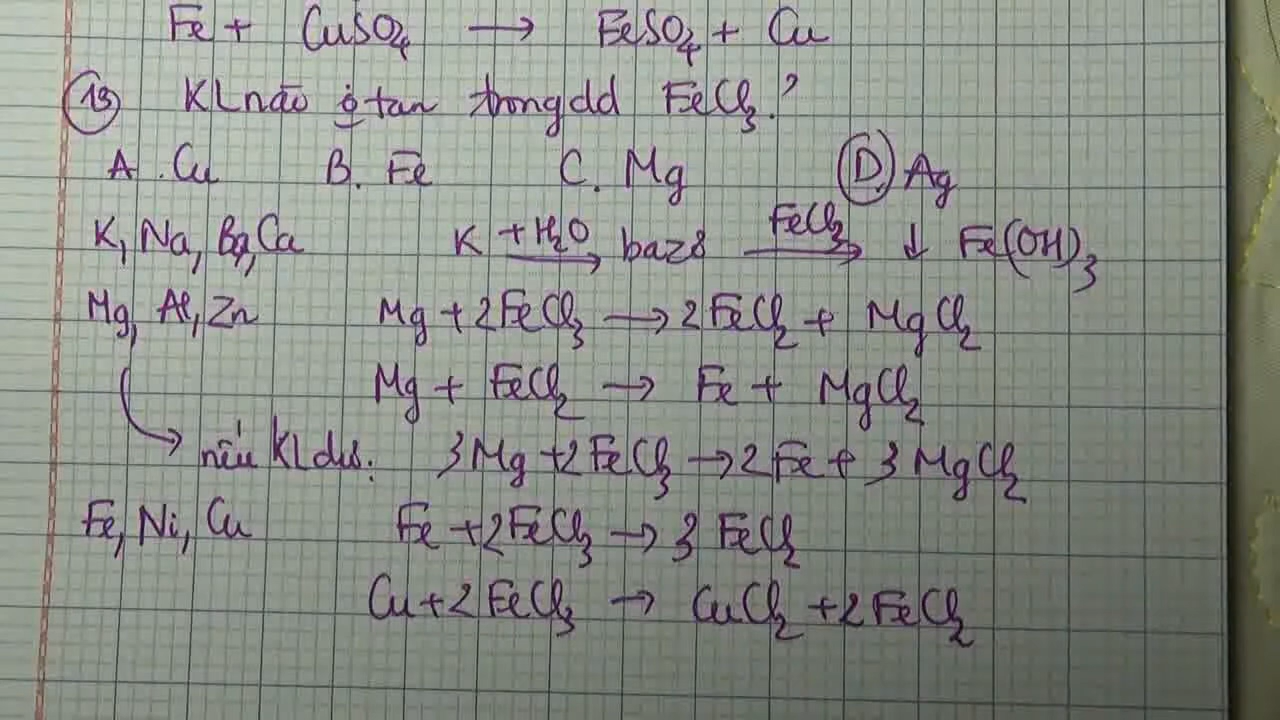 Fe + CuSO4 → FeSO4 + Cu
13 KL nào ko tan trong dd FeCl3?
A. Cu B. Fe C. Mg D. Ag
K, Na, Ba, Ca K +H2O→ bazơ FeCl3→ ↓ Fe(OH)3
Mg, Al, Zn Mg + 2FeCl3 → 2FeCl2 + MgCl2
Mg + FeCl2 → Fe + MgCl2
→ nếu KL dư. 3Mg + 2FeCl3 → 2Fe + 3MgCl2
Fe, Ni, Cu Fe + 2FeCl3 → 3FeCl2
Cu + 2FeCl3 → CuCl2 + 2FeCl2